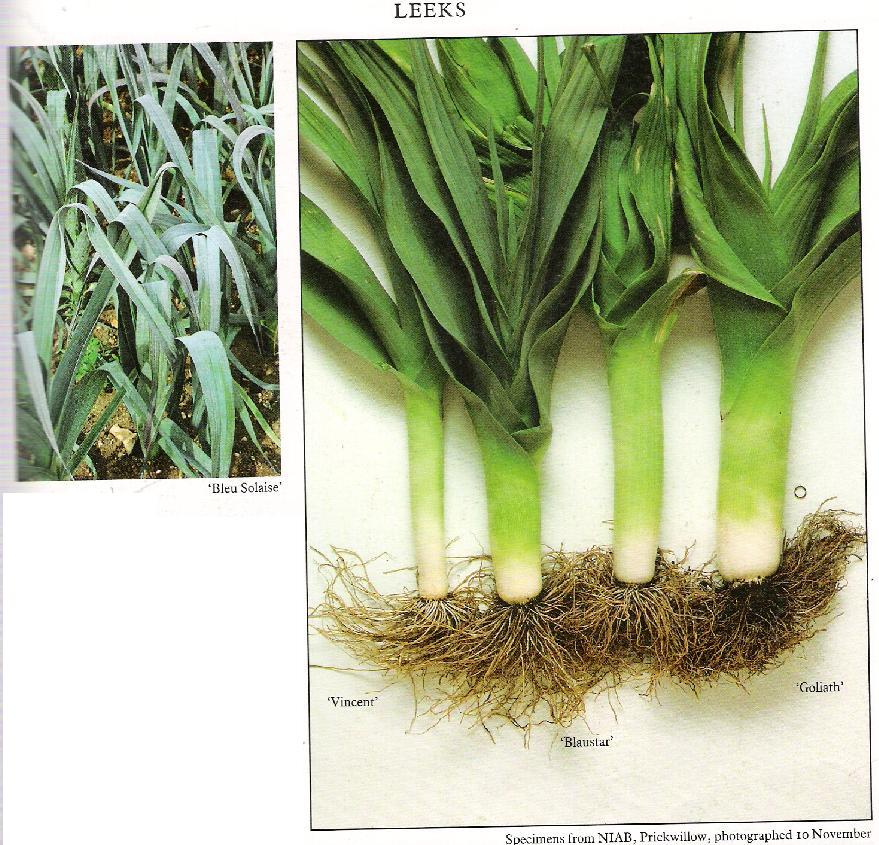 LEEKS
'Bleu Solaise'
'Vincent'
'Goliath'
'Blaustar'
Specimens from NIAB, Prickwillow, photographed 10 November